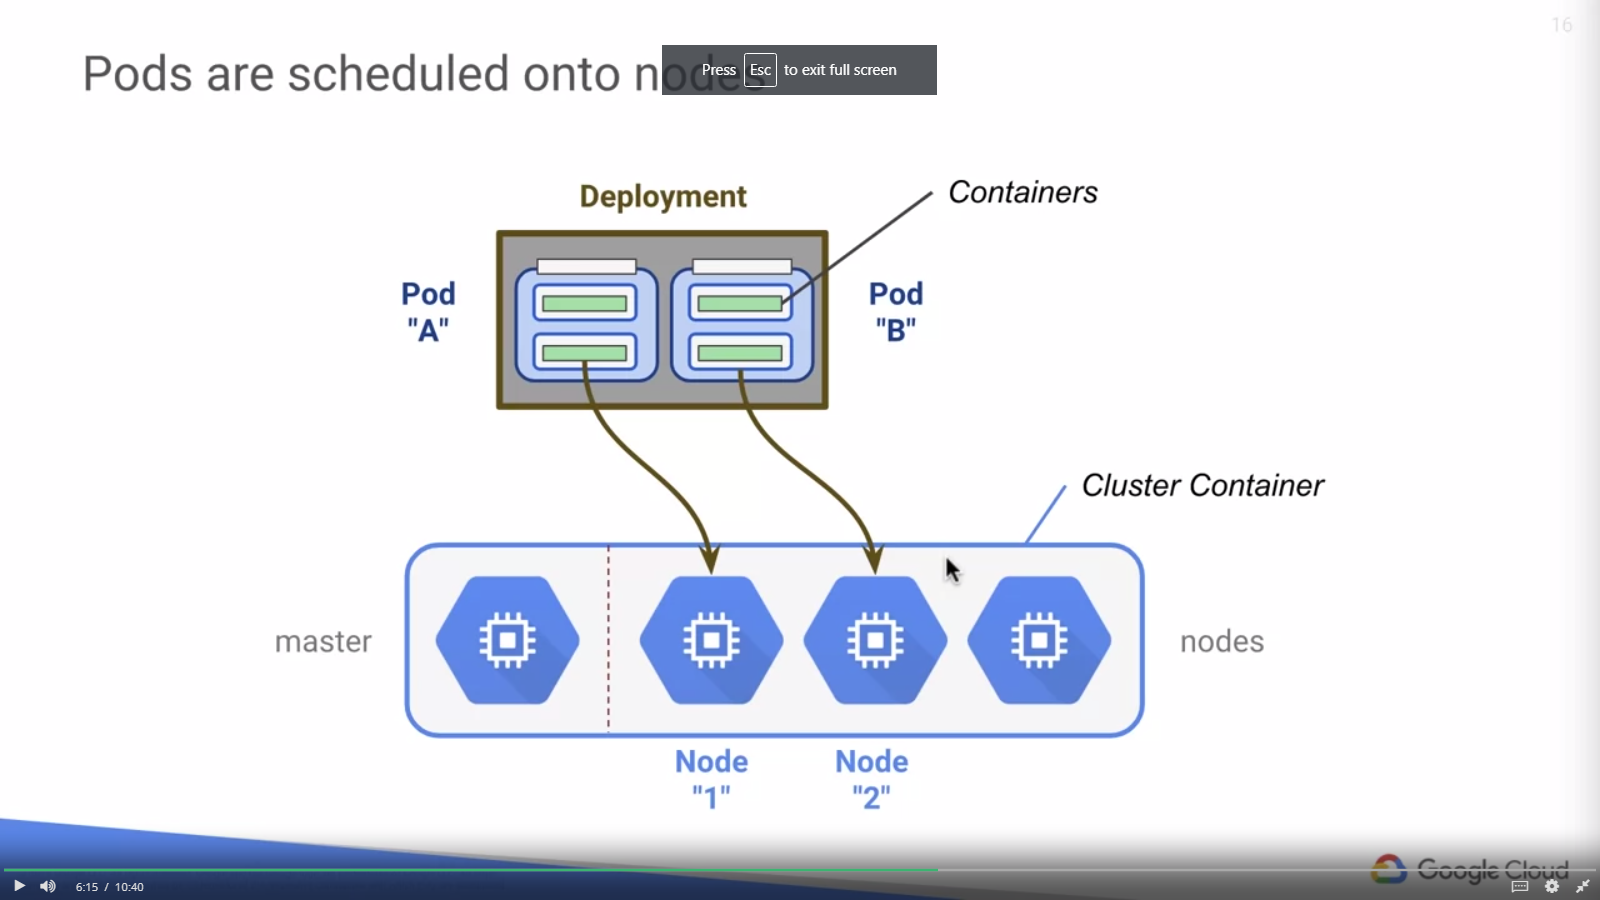 16
Pods are scheduled onto nodes
Press Esc to exit full screen
Deployment
Containers
Pod
"A"
Pod
"B"
Cluster Container
master
nodes
Node
"1"
Node
"2"
Google Cloud
6:15 / 10:40